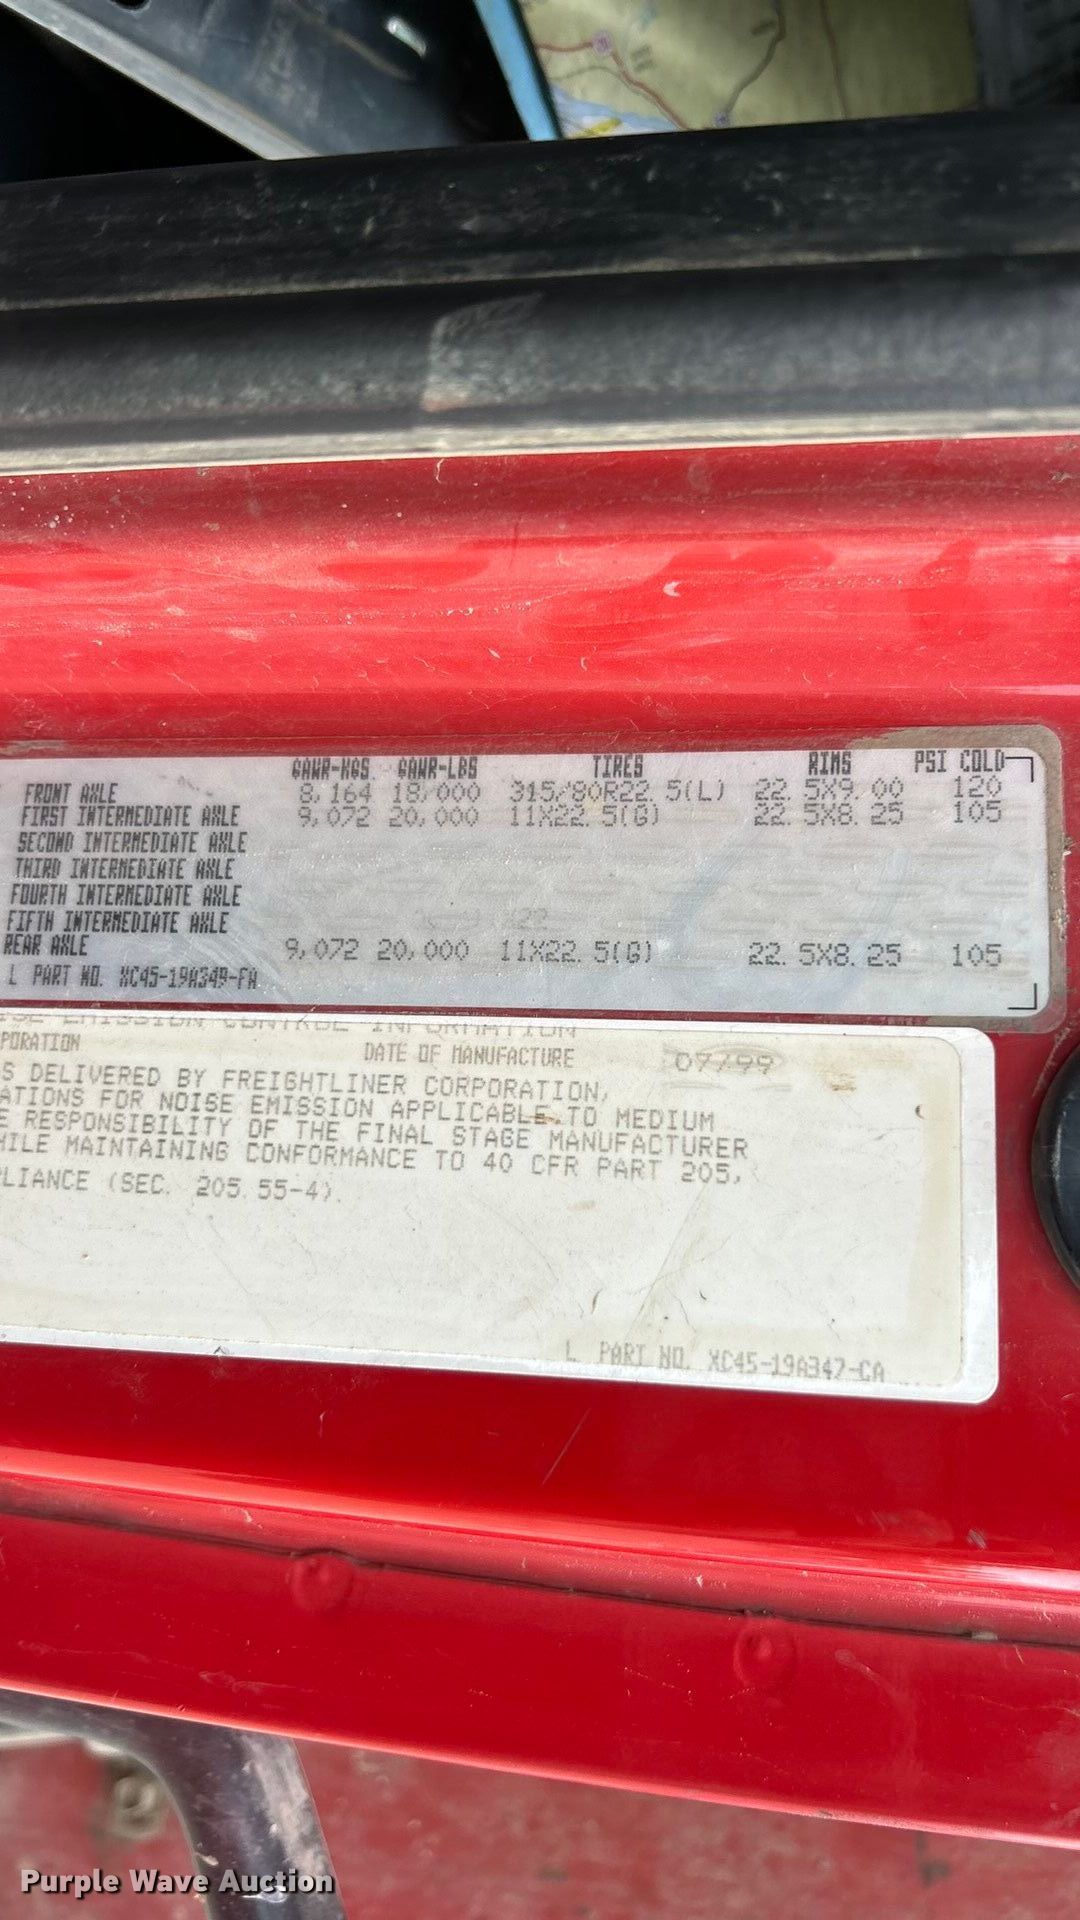 GAWR-KGS GAWR-LBS TIRES RIMS PSI COLD
FRONT AXLE 8,164 18,000 315/80R22.5(L) 22.5X9.00 120
FIRST INTERMEDIATE AXLE 9,072 20,000 11X22.5(G) 22.5X8.25 105
SECOND INTERMEDIATE AXLE
THIRD INTERMEDIATE AXLE
FOURTH INTERMEDIATE AXLE
FIFTH INTERMEDIATE AXLE
REAR AXLE 9,072 20,000 11X22.5(G) 22.5X8.25 105
L PART NO. XC45-19A349-FA
ISE EMISSION CONTROL INFORMATION
PORATION DATE OF MANUFACTURE 07/99
S DELIVERED BY FREIGHTLINER CORPORATION,
ATIONS FOR NOISE EMISSION APPLICABLE TO MEDIUM
E RESPONSIBILITY OF THE FINAL STAGE MANUFACTURER
HILE MAINTAINING CONFORMANCE TO 40 CFR PART 205,
PLIANCE (SEC. 205.55-4).
L PART NO. XC45-19A347-CA
Purple Wave Auction